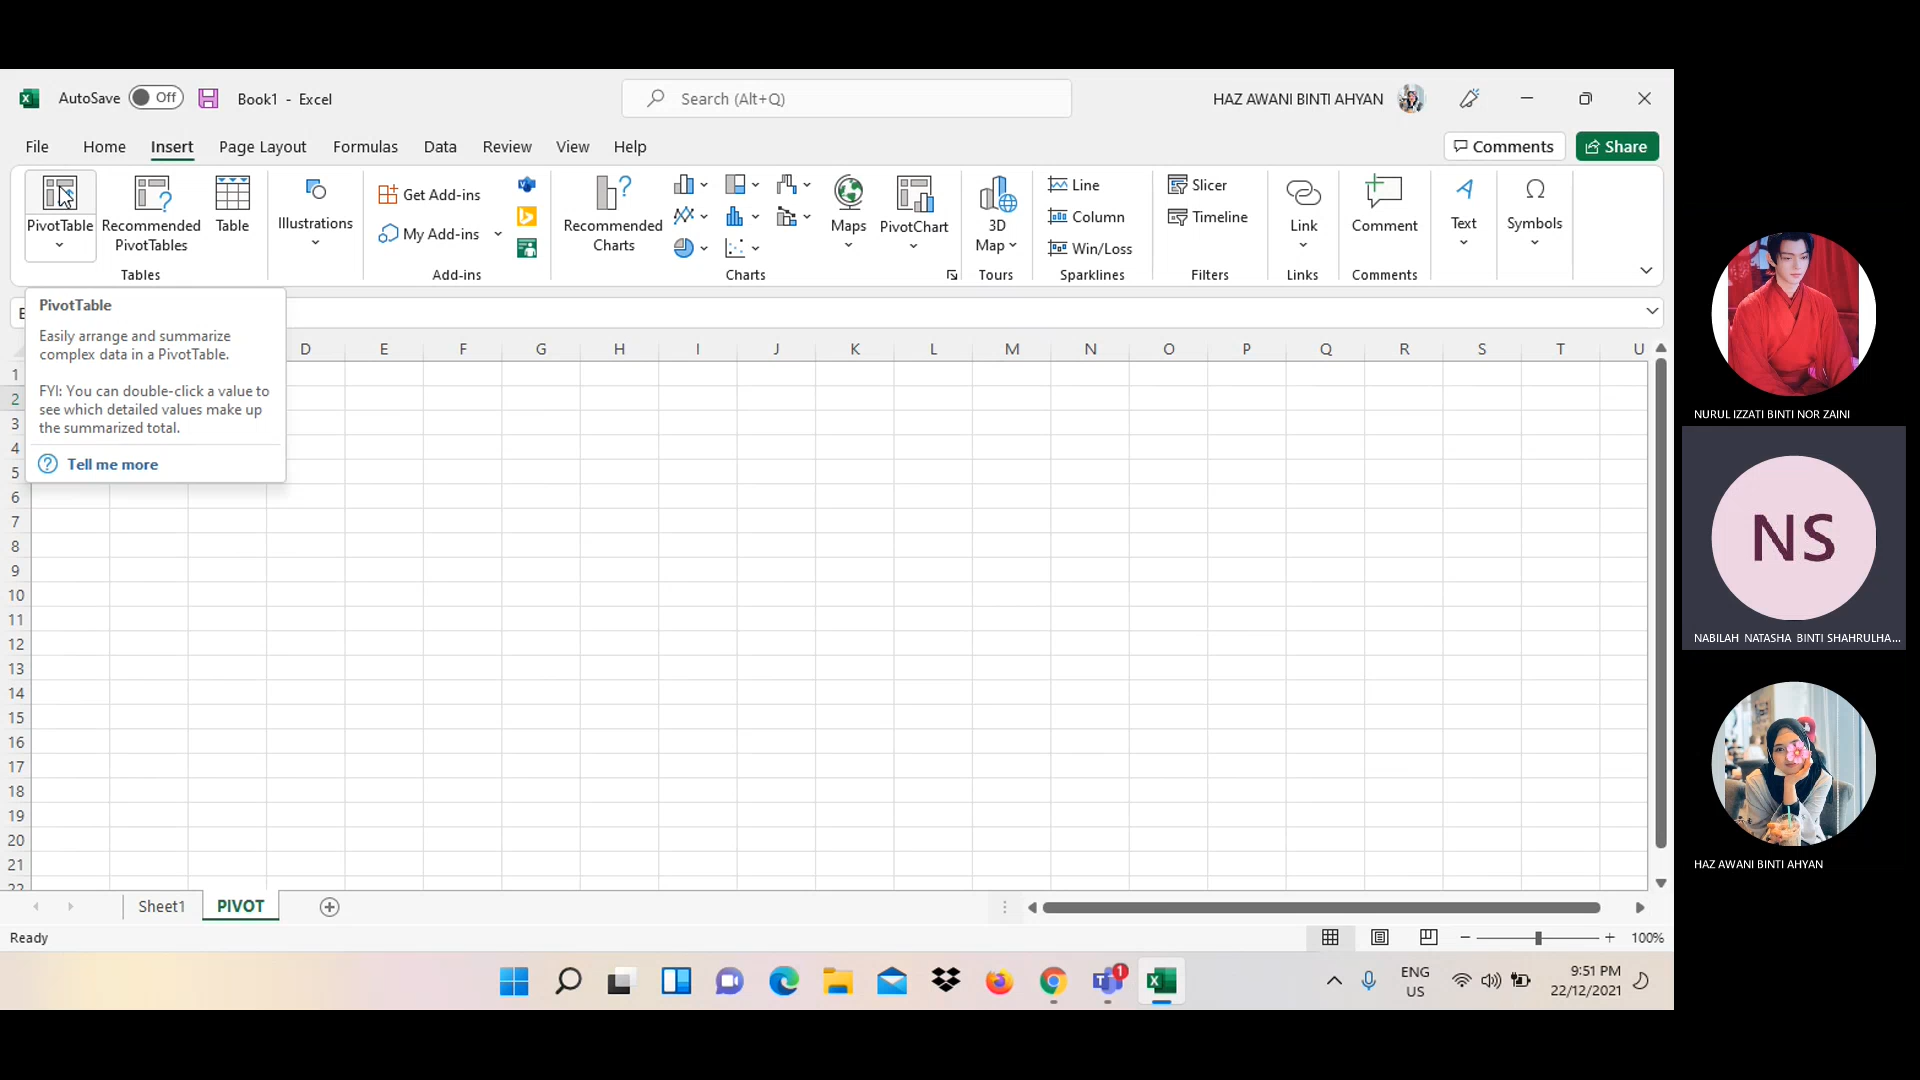 AutoSave Off Book1 - Excel Search (Alt+Q) HAZ AWANI BINTI AHYAN
File Home Insert Page Layout Formulas Data Review View Help Comments Share
PivotTable
Recommended
PivotTables
Table
Tables
Illustrations
Get Add-ins
My Add-ins
Add-ins
Recommended
Charts
Maps
PivotChart
Charts
3D
Map
Tours
Line
Column
Win/Loss
Sparklines
Slicer
Timeline
Filters
Link
Links
Comment
Comments
Text
Symbols
PivotTable
Easily arrange and summarize
complex data in a PivotTable.
FYI: You can double-click a value to
see which detailed values make up
the summarized total.
Tell me more
D E F G H I J K L M N O P Q R S T U
1
2
3
4
5
6
7
8
9
10
11
12
13
14
15
16
17
18
19
20
21
22
Sheet1 PIVOT
Ready 100%
ENG
US
9:51 PM
22/12/2021
1
NURUL IZZATI BINTI NOR ZAINI
NS
NABILAH NATASHA BINTI SHAHRULHA...
HAZ AWANI BINTI AHYAN